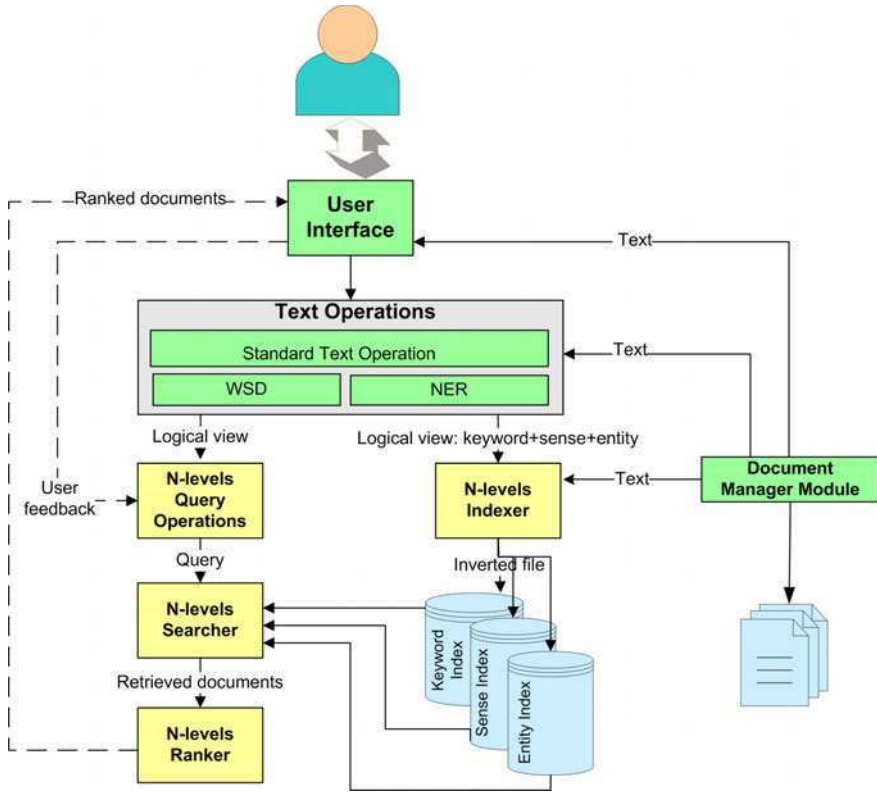 Ranked documents
User
Interface
Text
Text Operations
Standard Text Operation
Text
WSD
NER
Logical view
Logical view: keyword+sense+entity
User
feedback
N-levels
Query
Operations
N-levels
Indexer
Text
Document
Manager Module
Query
Inverted file
N-levels
Searcher
Keyword
Index
Sense Index
Entity Index
Retrieved documents
N-levels
Ranker